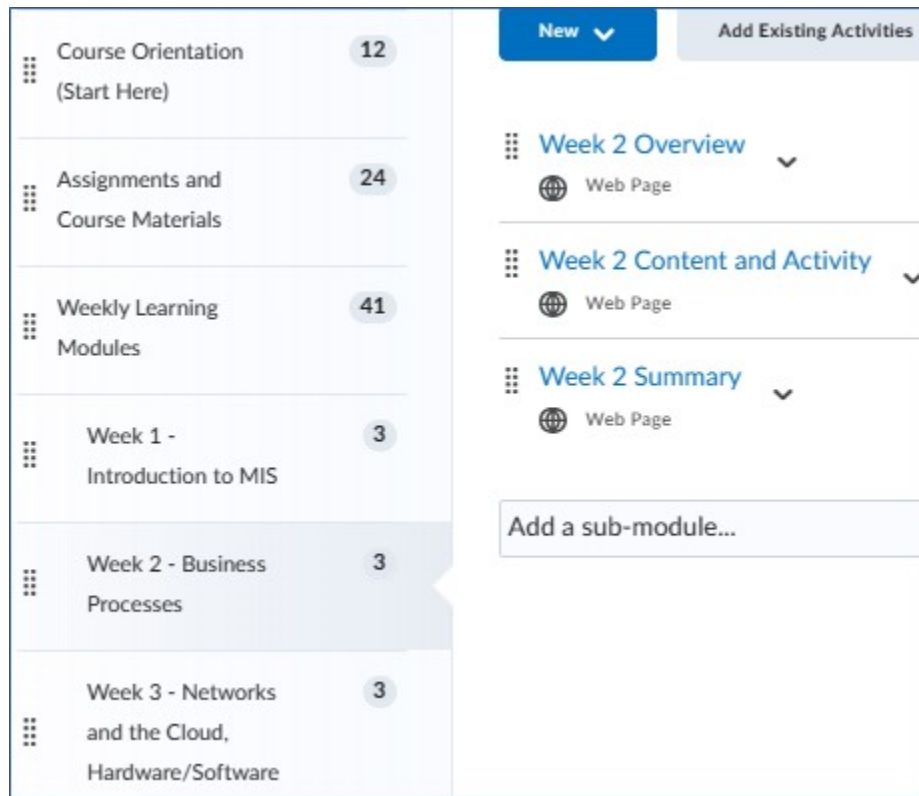 Course Orientation 12
(Start Here)
Assignments and 24
Course Materials
Weekly Learning 41
Modules
Week 1 - 3
Introduction to MIS
Week 2 - Business 3
Processes
Week 3 - Networks 3
and the Cloud,
Hardware/Software
New
Add Existing Activities
Week 2 Overview
Web Page
Week 2 Content and Activity
Web Page
Week 2 Summary
Web Page
Add a sub-module...